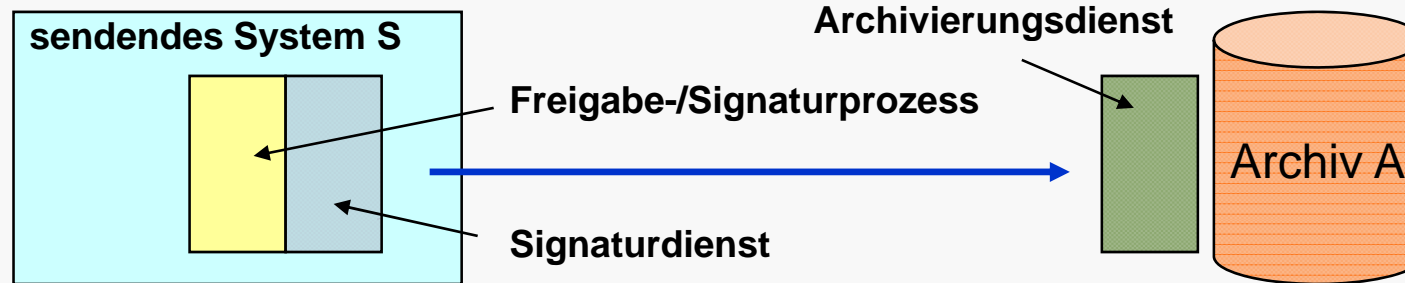 sendendes System S
Archivierungsdienst
Freigabe-/Signaturprozess
Archiv A
Signaturdienst